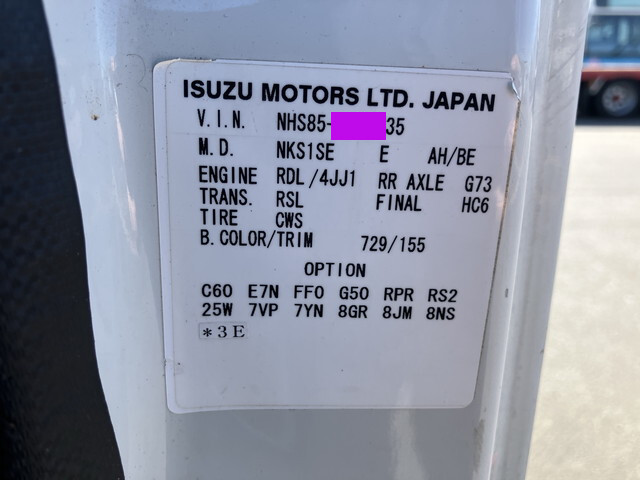 ISUZU MOTORS LTD. JAPAN
V.I.N. NHS85-35
M.D. NKS1SE E AH/BE
ENGINE RDL/4JJ1 RR AXLE G73
TRANS. RSL FINAL HC6
TIRE CWS
B.COLOR/TRIM 729/155
OPTION
C60 E7N FF0 G50 RPR RS2
25W 7VP 7YN 8GR 8JM 8NS
*3E